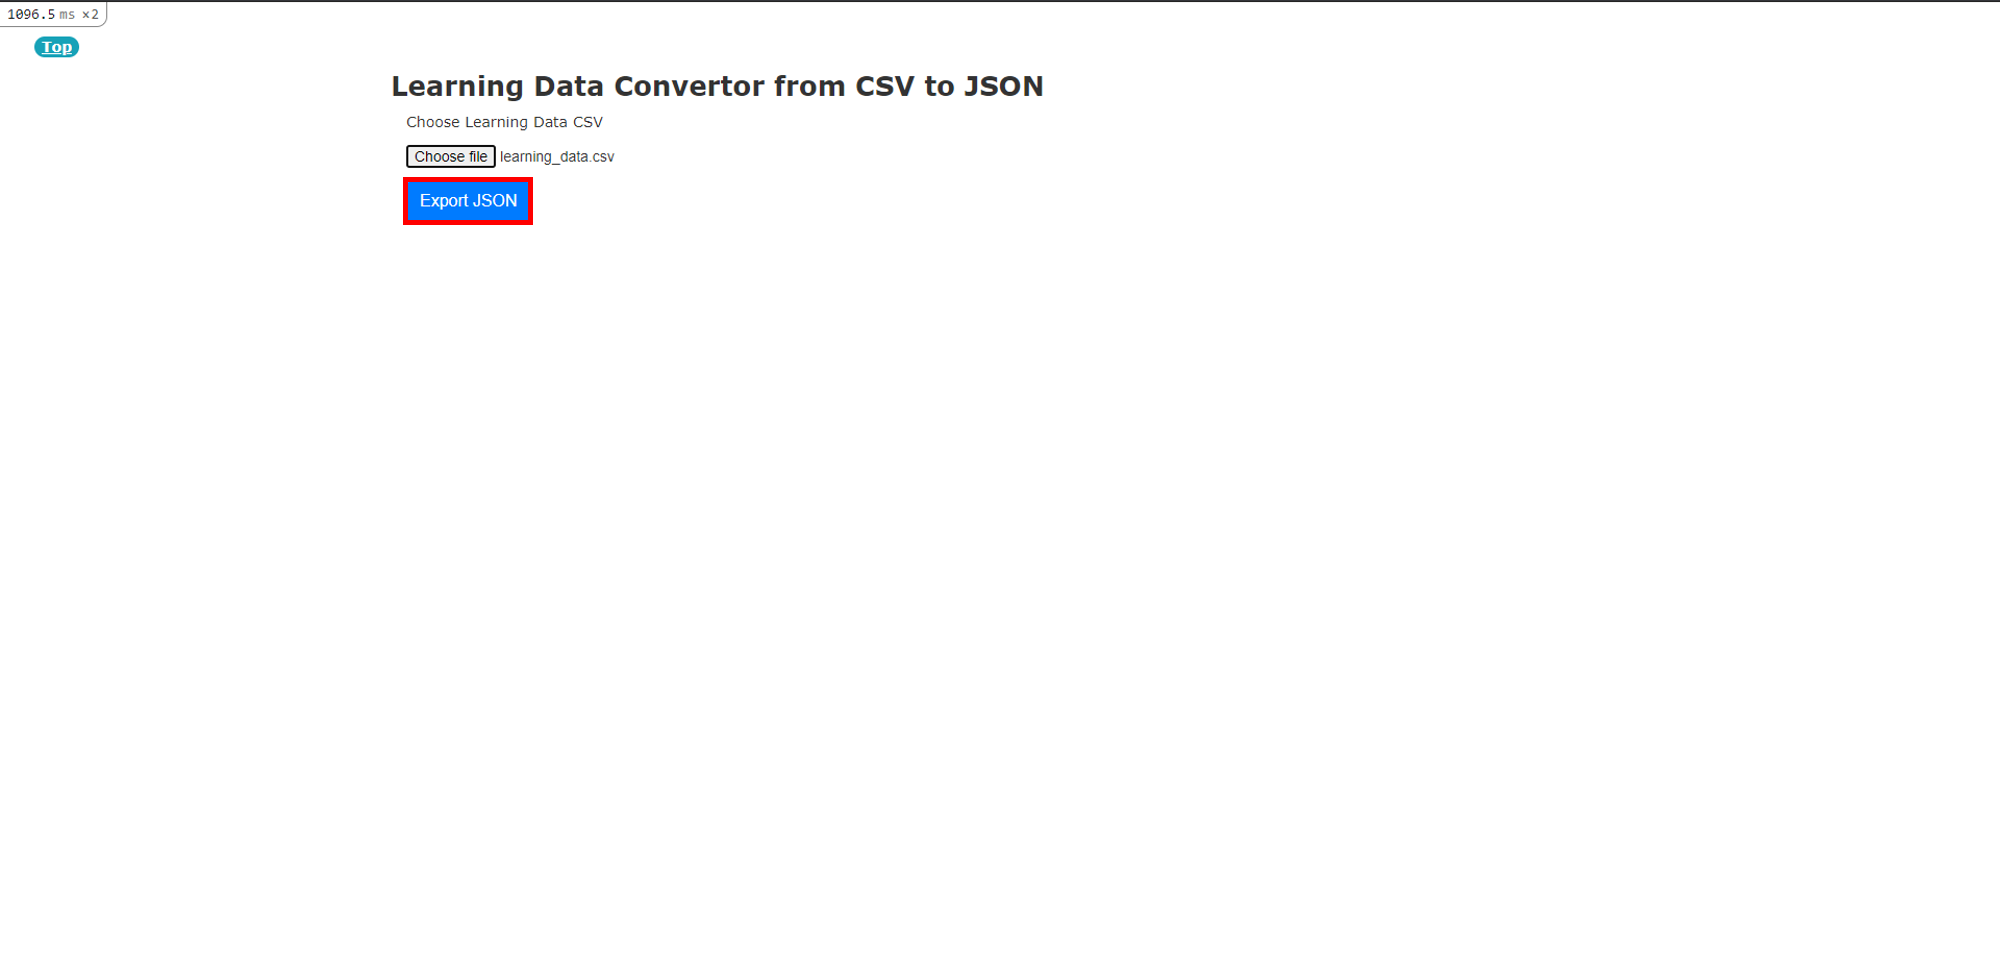 1096.5 ms ×2
Top
Learning Data Convertor from CSV to JSON
Choose Learning Data CSV
Choose file learning_data.csv
Export JSON